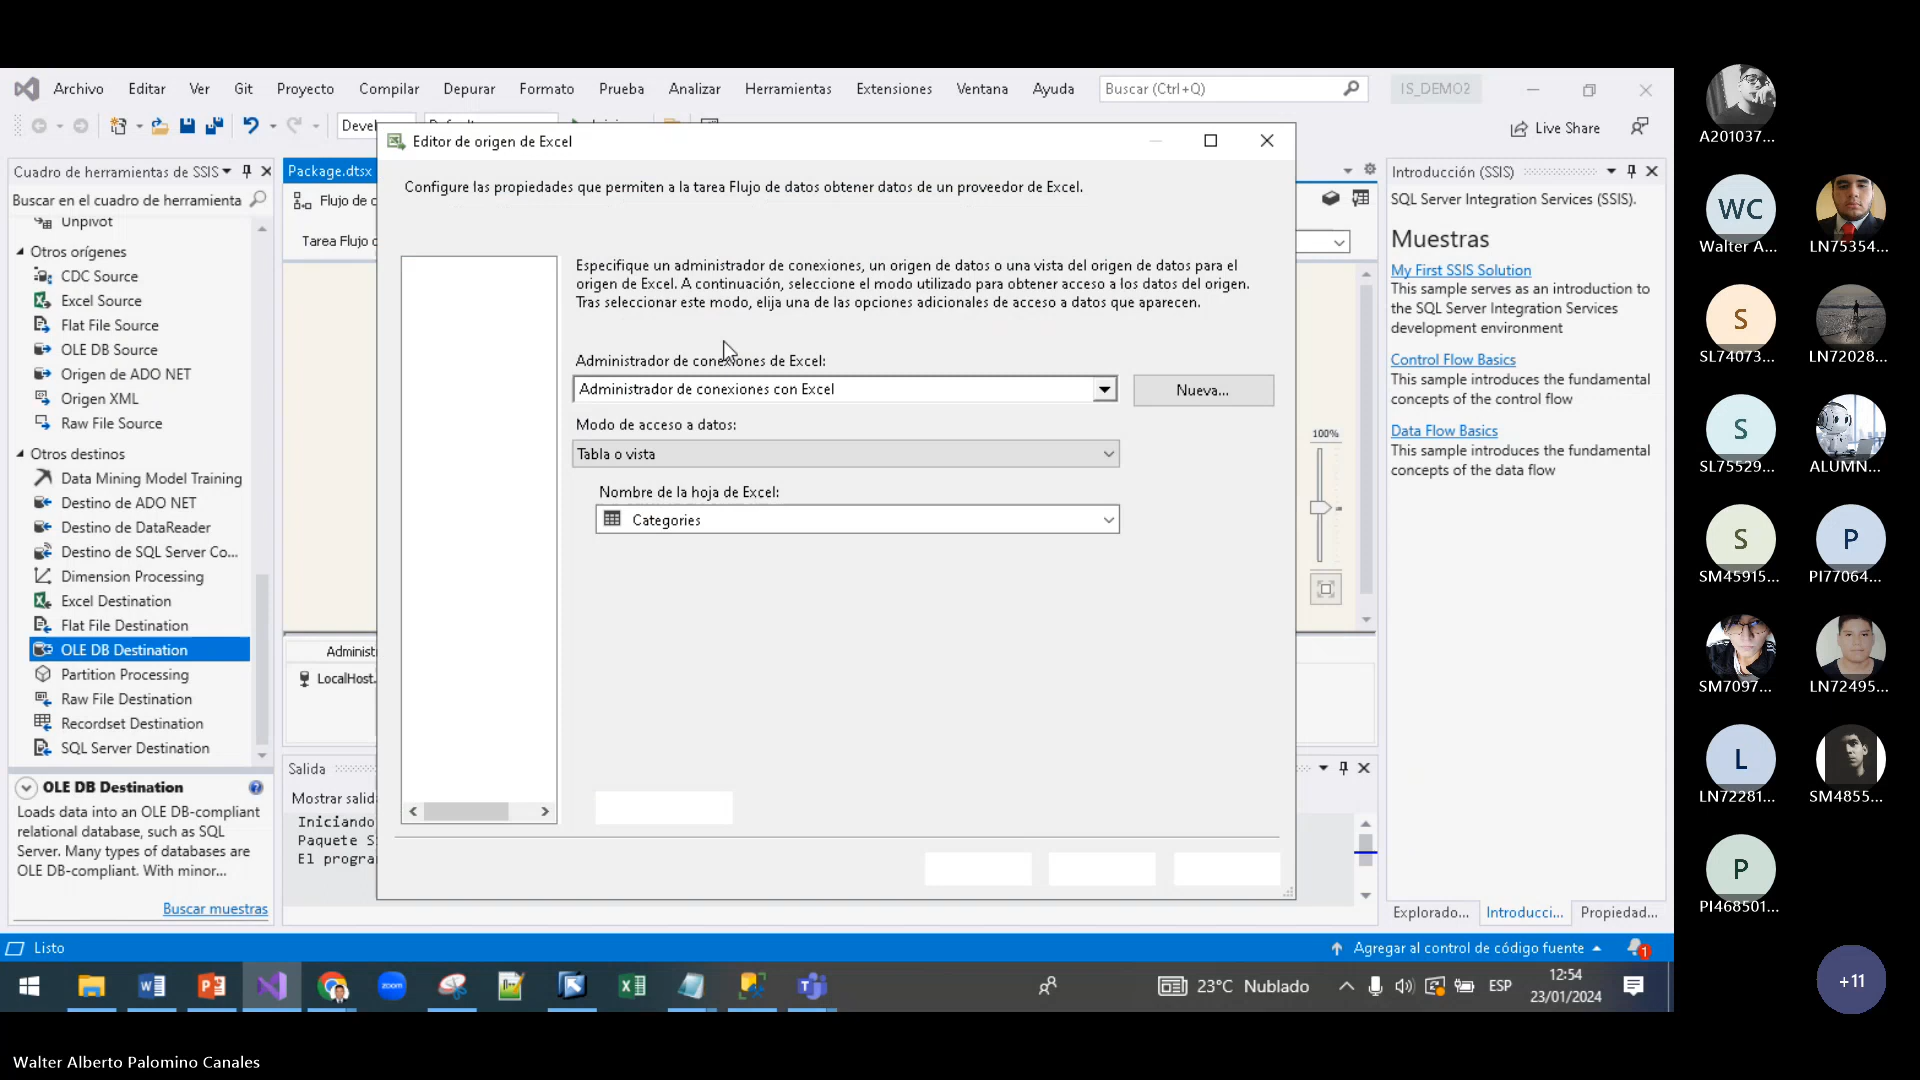 Archivo Editar Ver Git Proyecto Compilar Depurar Formato Prueba Analizar Herramientas Extensiones Ventana Ayuda Buscar (Ctrl+Q) IS_DEMO2
Live Share
Cuadro de herramientas de SSIS
Buscar en el cuadro de herramienta
Unpivot
Otros orígenes
CDC Source
Excel Source
Flat File Source
OLE DB Source
Origen de ADO NET
Origen XML
Raw File Source
Otros destinos
Data Mining Model Training
Destino de ADO NET
Destino de DataReader
Destino de SQL Server Co...
Dimension Processing
Excel Destination
Flat File Destination
OLE DB Destination
Partition Processing
Raw File Destination
Recordset Destination
SQL Server Destination
OLE DB Destination
Loads data into an OLE DB-compliant
relational database, such as SQL
Server. Many types of databases are
OLE DB-compliant. With minor...
Buscar muestras
Package.dtsx
Flujo de c
Tarea Flujo
Administ
LocalHost.
Salida
Mostrar salid
Iniciando
Paquete S
El progra
Editor de origen de Excel
Configure las propiedades que permiten a la tarea Flujo de datos obtener datos de un proveedor de Excel.
Especifique un administrador de conexiones, un origen de datos o una vista del origen de datos para el
origen de Excel. A continuación, seleccione el modo utilizado para obtener acceso a los datos del origen.
Tras seleccionar este modo, elija una de las opciones adicionales de acceso a datos que aparecen.
Administrador de conexiones de Excel:
Administrador de conexiones con Excel
Nueva...
Modo de acceso a datos:
Tabla o vista
Nombre de la hoja de Excel:
Categories
100%
Introducción (SSIS)
SQL Server Integration Services (SSIS).
Muestras
My First SSIS Solution
This sample serves as an introduction to
the SQL Server Integration Services
development environment
Control Flow Basics
This sample introduces the fundamental
concepts of the control flow
Data Flow Basics
This sample introduces the fundamental
concepts of the data flow
Explorado... Introducci... Propiedad...
Listo
Agregar al control de código fuente
1
zoom
23°C Nublado
ESP
12:54
23/01/2024
A201037...
WC
Walter A...
LN75354...
S
SL74073...
LN72028...
S
SL75529...
ALUMN...
S
SM45915...
P
PI77064...
SM7097...
LN72495...
L
LN72281...
SM4855...
P
PI468501...
+11
Walter Alberto Palomino Canales